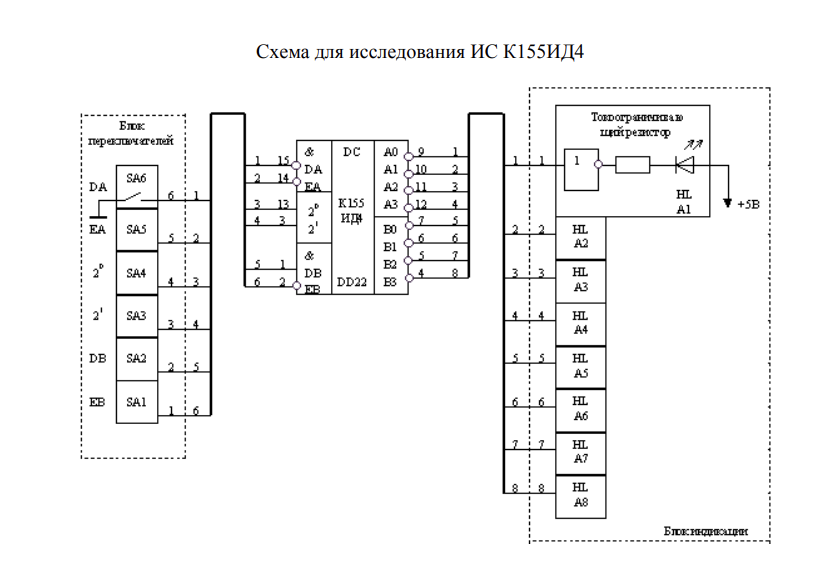 Схема для исследования ИС К155ИД4
Блок
переключателей
DA
SA6
6 1
EA
SA5
5 2
2⁰
SA4
4 3
2¹
SA3
3 4
DB
SA2
2 5
EB
SA1
1 6
1 15
2 14
3 13
4 3
5 1
6 2
&
DA
EA
2⁰
2¹
&
DB
EB
DC
К155
ИД4
DD22
A0
A1
A2
A3
B0
B1
B2
B3
9 1
10 2
11 3
12 4
7 5
6 6
5 7
4 8
Токоограничиваю
щий резистор
1 1
1
HL
A1
+5В
2 2
HL
A2
3 3
HL
A3
4 4
HL
A4
5 5
HL
A5
6 6
HL
A6
7 7
HL
A7
8 8
HL
A8
Блок индикации